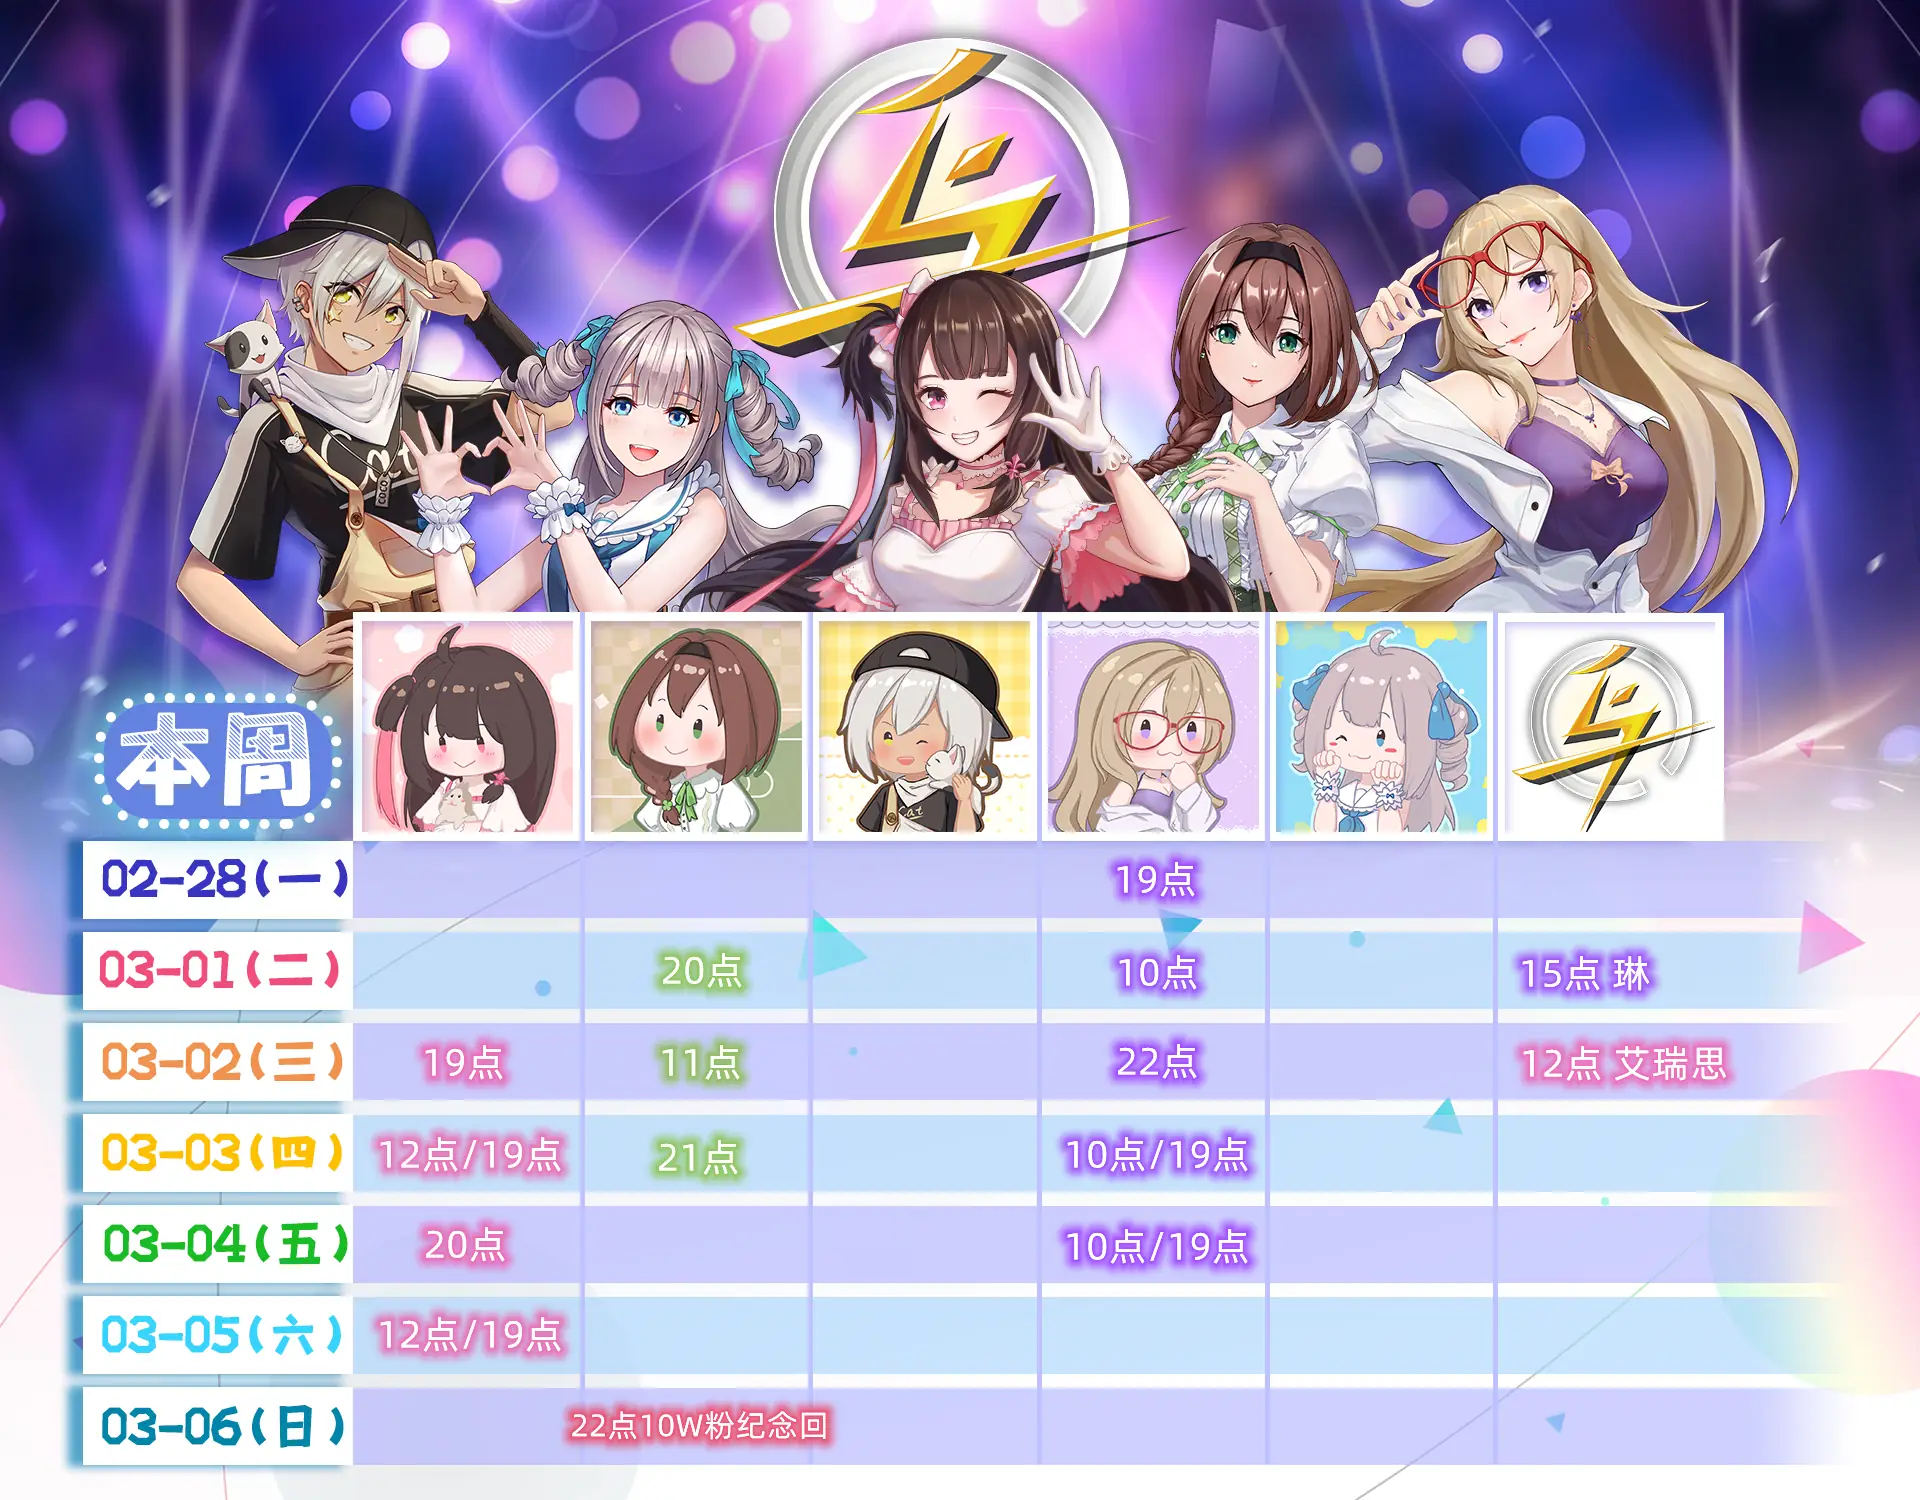 Cat
COCO
本周
Cat
02-28(一)
19点
03-01(二)
20点
10点
15点 琳
03-02(三)
19点
11点
22点
12点 艾瑞思
03-03(四)
12点/19点
21点
10点/19点
03-04(五)
20点
10点/19点
03-05(六)
12点/19点
03-06(日)
22点10W粉纪念回